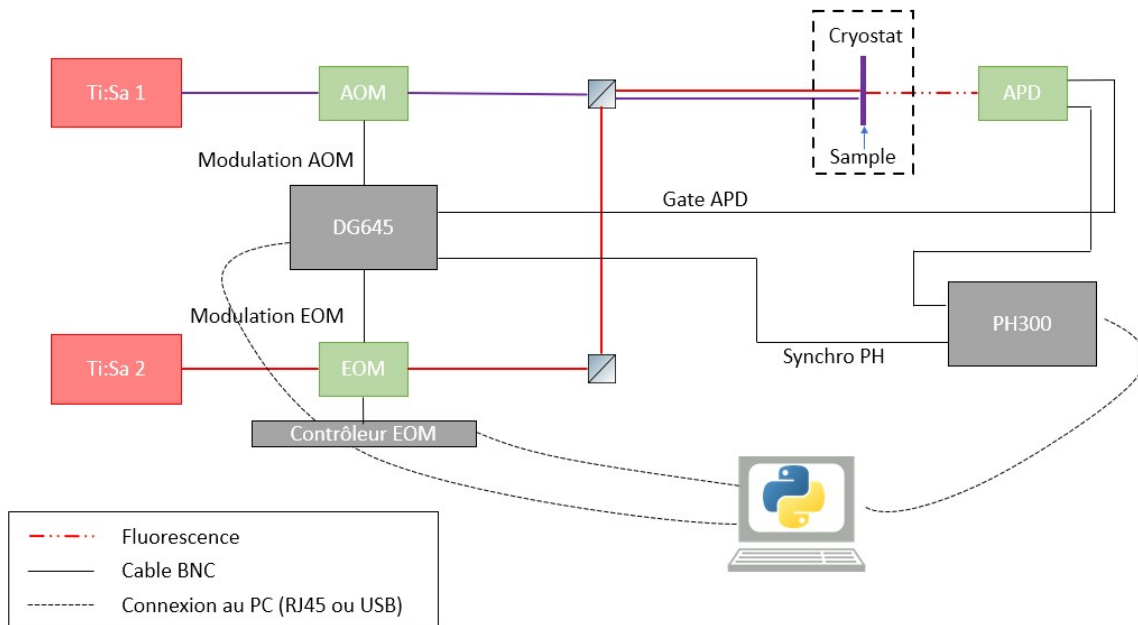 Cryostat
Ti:Sa 1
AOM
APD
Modulation AOM
Sample
Gate APD
DG645
Modulation EOM
PH300
Ti:Sa 2
EOM
Synchro PH
Contrôleur EOM
Fluorescence
Cable BNC
Connexion au PC (RJ45 ou USB)